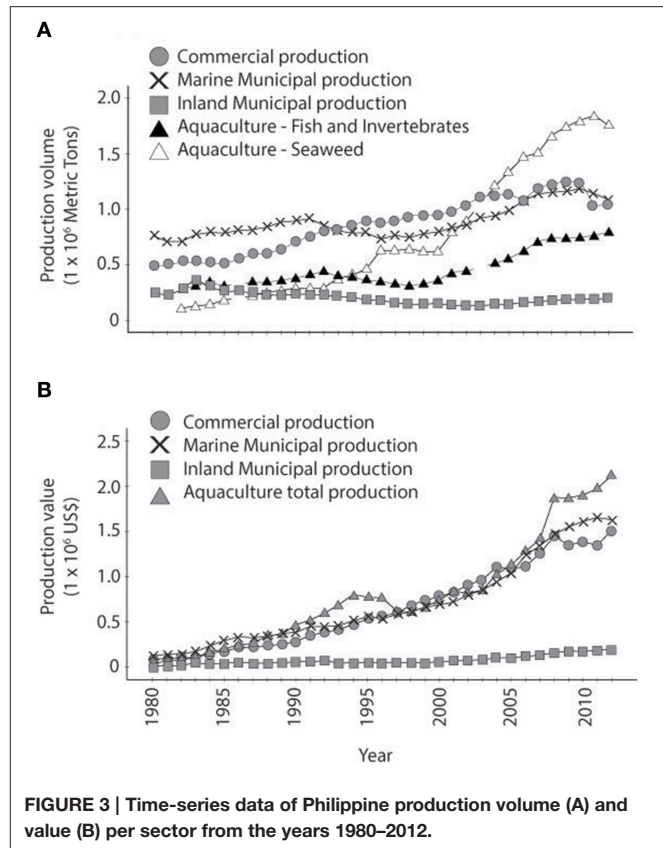 A
Commercial production
Marine Municipal production
Inland Municipal production
Aquaculture - Fish and Invertebrates
Aquaculture - Seaweed
Production volume
(1 x 10⁶ Metric Tons)
2.0
1.5
1.0
0.5
0
B
Commercial production
Marine Municipal production
Inland Municipal production
Aquaculture total production
Production value
(1 x 10⁶ US$)
2.5
2.0
1.5
1.0
0.5
0
1980
1985
1990
1995
2000
2005
2010
Year
FIGURE 3 | Time-series data of Philippine production volume (A) and
value (B) per sector from the years 1980–2012.